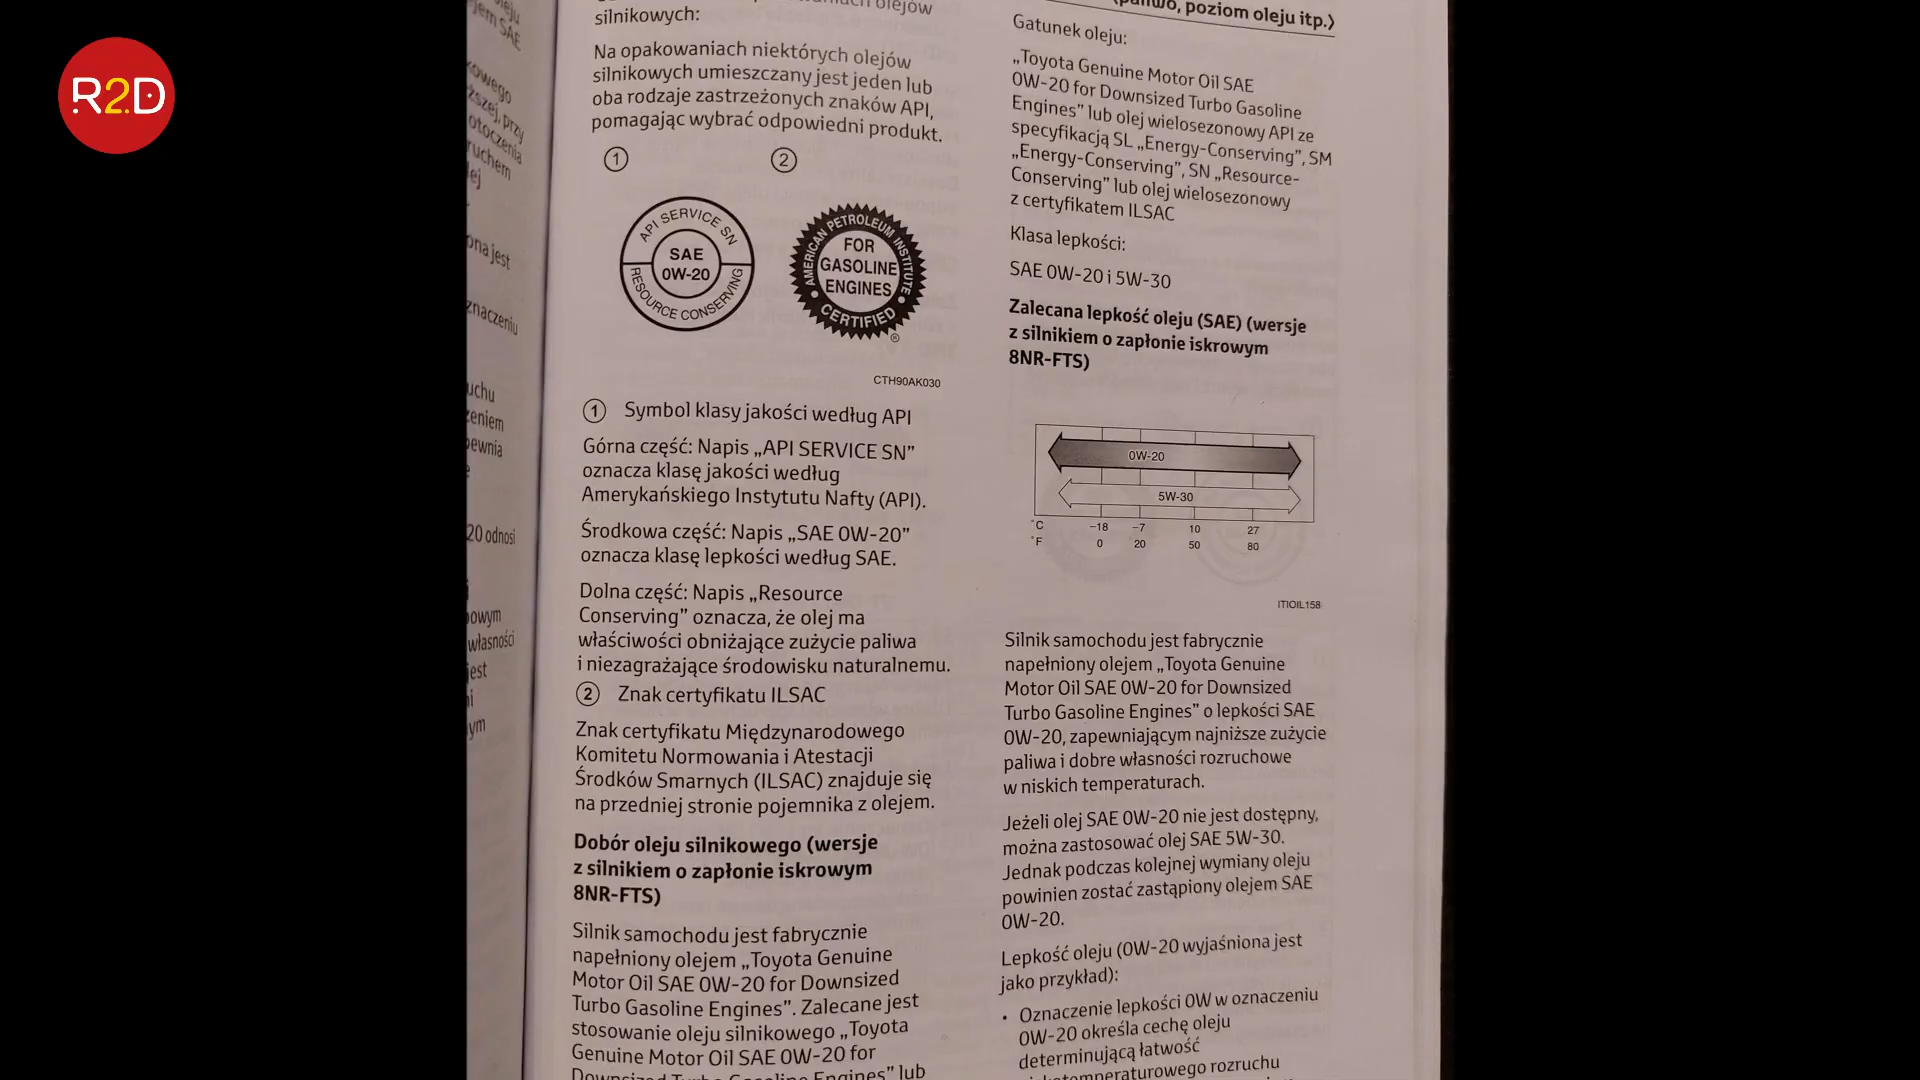 R2D
olejów
silnikowych:
Na opakowaniach niektórych olejów
silnikowych umieszczany jest jeden lub
oba rodzaje zastrzeżonych znaków API,
pomagając wybrać odpowiedni produkt.
1 2
API SERVICE SN
SAE
0W-20
RESOURCE CONSERVING
AMERICAN PETROLEUM INSTITUTE
FOR
GASOLINE
ENGINES
CERTIFIED
®
CTH90AK030
1 Symbol klasy jakości według API
Górna część: Napis „API SERVICE SN”
oznacza klasę jakości według
Amerykańskiego Instytutu Nafty (API).
Środkowa część: Napis „SAE 0W-20”
oznacza klasę lepkości według SAE.
Dolna część: Napis „Resource
Conserving” oznacza, że olej ma
właściwości obniżające zużycie paliwa
i niezagrażające środowisku naturalnemu.
2 Znak certyfikatu ILSAC
Znak certyfikatu Międzynarodowego
Komitetu Normowania i Atestacji
Środków Smarnych (ILSAC) znajduje się
na przedniej stronie pojemnika z olejem.
Dobór oleju silnikowego (wersje
z silnikiem o zapłonie iskrowym
8NR-FTS)
Silnik samochodu jest fabrycznie
napełniony olejem „Toyota Genuine
Motor Oil SAE 0W-20 for Downsized
Turbo Gasoline Engines”. Zalecane jest
stosowanie oleju silnikowego „Toyota
Genuine Motor Oil SAE 0W-20 for
Downsized Turbo Gasoline Engines” lub
(paliwo, poziom oleju itp.)
Gatunek oleju:
„Toyota Genuine Motor Oil SAE
0W-20 for Downsized Turbo Gasoline
Engines” lub olej wielosezonowy API ze
specyfikacją SL „Energy-Conserving”, SM
„Energy-Conserving”, SN „Resource-
Conserving” lub olej wielosezonowy
z certyfikatem ILSAC
Klasa lepkości:
SAE 0W-20 i 5W-30
Zalecana lepkość oleju (SAE) (wersje
z silnikiem o zapłonie iskrowym
8NR-FTS)
0W-20
5W-30
°C -18 -7 10 27
°F 0 20 50 80
ITIOIL158
Silnik samochodu jest fabrycznie
napełniony olejem „Toyota Genuine
Motor Oil SAE 0W-20 for Downsized
Turbo Gasoline Engines” o lepkości SAE
0W-20, zapewniającym najniższe zużycie
paliwa i dobre własności rozruchowe
w niskich temperaturach.
Jeżeli olej SAE 0W-20 nie jest dostępny,
można zastosować olej SAE 5W-30.
Jednak podczas kolejnej wymiany oleju
powinien zostać zastąpiony olejem SAE
0W-20.
Lepkość oleju (0W-20 wyjaśniona jest
jako przykład):
• Oznaczenie lepkości 0W w oznaczeniu
0W-20 określa cechę oleju
determinującą łatwość
rozruchu